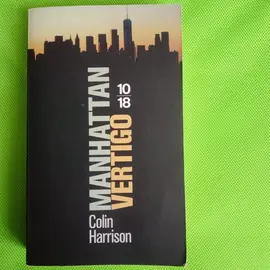 MANHATTAN
VERTIGO
10
18
Colin
Harrison